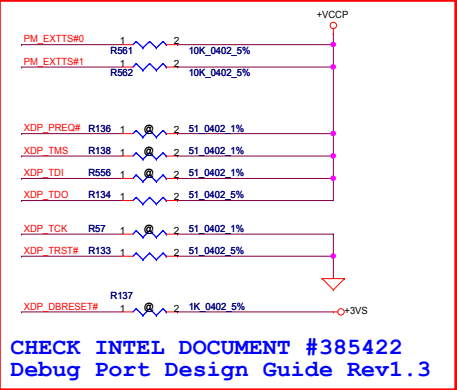 +VCCP
PM_EXTTS#0 R561 1 2 10K_0402_5%
PM_EXTTS#1 R562 1 2 10K_0402_5%
XDP_PREQ# R136 1 @ 2 51_0402_1%
XDP_TMS R138 1 @ 2 51_0402_1%
XDP_TDI R556 1 @ 2 51_0402_1%
XDP_TDO R134 1 2 51_0402_5%
XDP_TCK R57 1 @ 2 51_0402_1%
XDP_TRST# R133 1 2 51_0402_5%
R137
XDP_DBRESET# 1 @ 2 1K_0402_5% +3VS
CHECK INTEL DOCUMENT #385422
Debug Port Design Guide Rev1.3